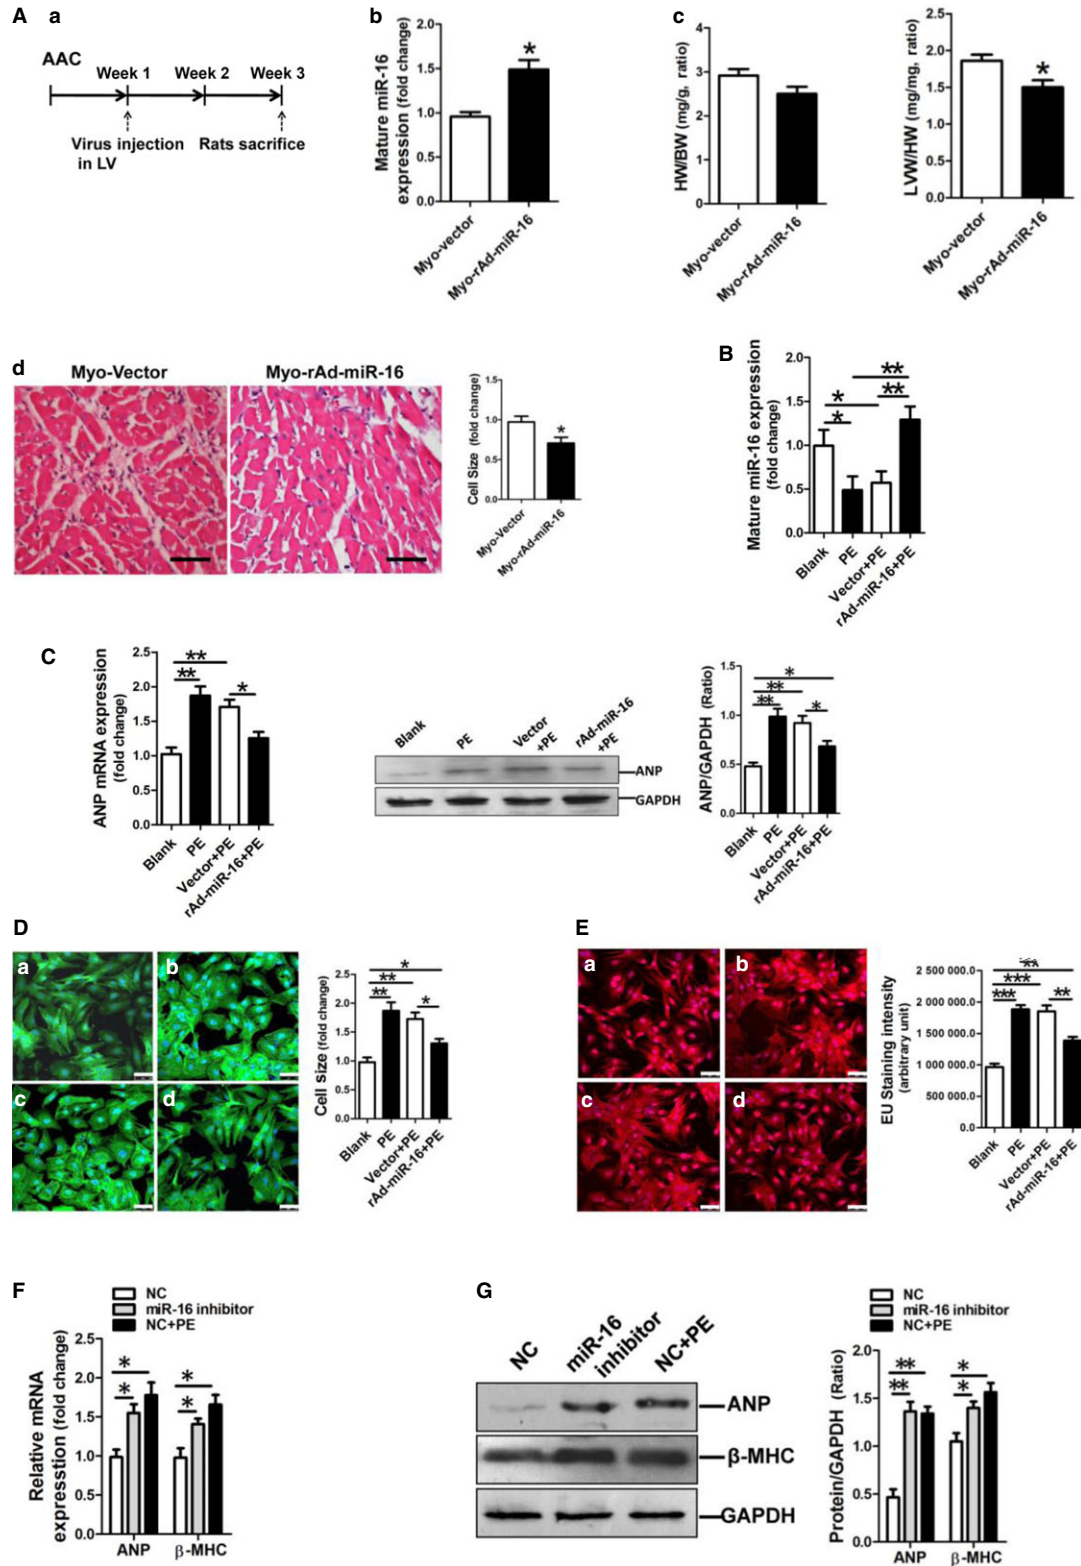 A
a
AAC
Week 1
Week 2
Week 3
Virus injection
in LV
Rats sacrifice
b
Mature miR-16
expression (fold change)
2.0
1.5
1.0
0.5
0.0
*
Myo-vector
Myo-rAd-miR-16
c
HW/BW (mg/g, ratio)
4
3
2
1
0
Myo-vector
Myo-rAd-miR-16
LVW/HW (mg/mg, ratio)
2.5
2.0
1.5
1.0
0.5
0.0
*
Myo-vector
Myo-rAd-miR-16
d
Myo-Vector
Myo-rAd-miR-16
Cell Size (fold change)
1.5
1.0
0.5
0.0
*
Myo-Vector
Myo-rAd-miR-16
B
Mature miR-16 expression
(fold change)
2.0
1.5
1.0
0.5
0.0
**
**
*
*
Blank
PE
Vector+PE
rAd-miR-16+PE
C
ANP mRNA expression
(fold change)
2.5
2.0
1.5
1.0
0.5
0.0
**
**
*
Blank
PE
Vector+PE
rAd-miR-16+PE
Blank
PE
Vector
+PE
rAd-miR-16
+PE
ANP
GAPDH
ANP/GAPDH (Ratio)
1.5
1.0
0.5
0.0
*
**
**
*
Blank
PE
Vector+PE
rAd-miR-16+PE
D
a
b
c
d
Cell Size (fold change)
2.5
2.0
1.5
1.0
0.5
0.0
*
**
**
*
Blank
PE
Vector+PE
rAd-miR-16+PE
E
a
b
c
d
EU Staining intensity
(arbitrary unit)
2 500 000.0
2 000 000.0
1 500 000.0
1 000 000.0
500 000.0
0.0
**
***
***
**
Blank
PE
Vector+PE
rAd-miR-16+PE
F
NC
miR-16 inhibitor
NC+PE
Relative mRNA
expresstion (fold change)
2.5
2.0
1.5
1.0
0.5
0.0
*
*
*
*
ANP
β-MHC
G
NC
miR-16
inhibitor
NC+PE
ANP
β-MHC
GAPDH
NC
miR-16 inhibitor
NC+PE
Protein/GAPDH (Ratio)
2.0
1.5
1.0
0.5
0.0
**
**
*
*
ANP
β-MHC